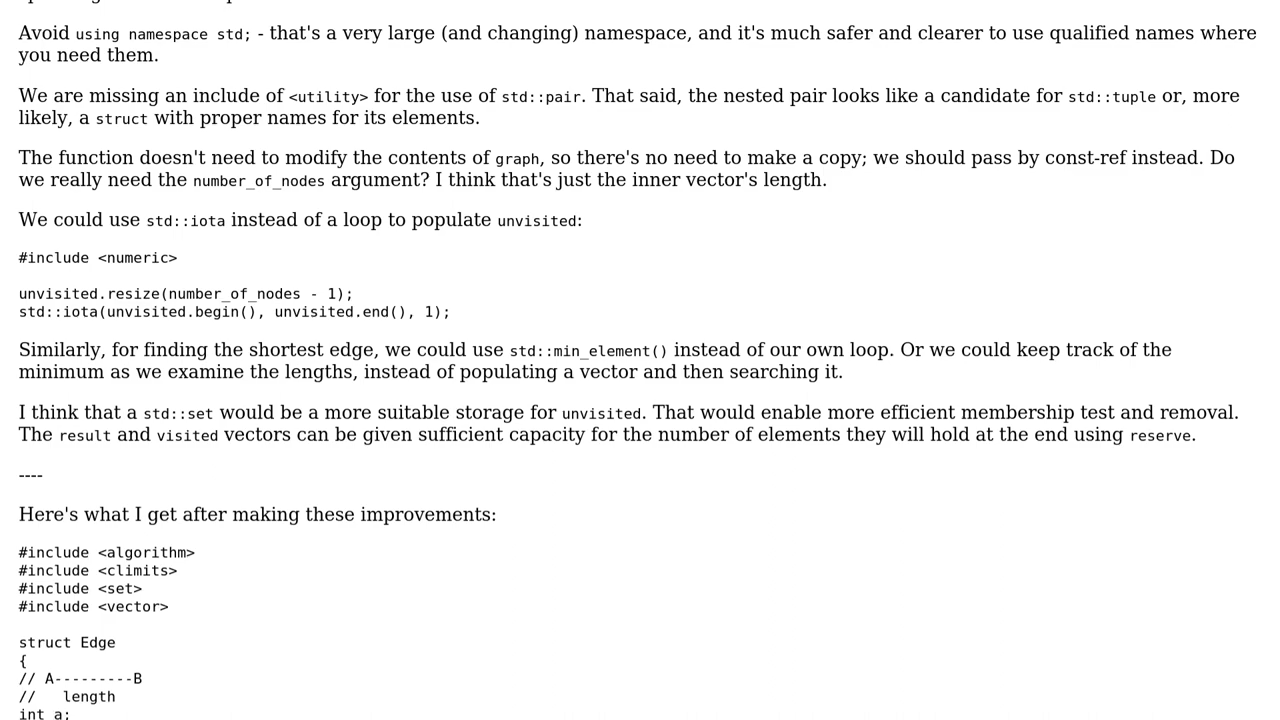 Avoid using namespace std; - that's a very large (and changing) namespace, and it's much safer and clearer to use qualified names where
you need them.
We are missing an include of <utility> for the use of std::pair. That said, the nested pair looks like a candidate for std::tuple or, more
likely, a struct with proper names for its elements.
The function doesn't need to modify the contents of graph, so there's no need to make a copy; we should pass by const-ref instead. Do
we really need the number_of_nodes argument? I think that's just the inner vector's length.
We could use std::iota instead of a loop to populate unvisited:
#include <numeric>
unvisited.resize(number_of_nodes - 1);
std::iota(unvisited.begin(), unvisited.end(), 1);
Similarly, for finding the shortest edge, we could use std::min_element() instead of our own loop. Or we could keep track of the
minimum as we examine the lengths, instead of populating a vector and then searching it.
I think that a std::set would be a more suitable storage for unvisited. That would enable more efficient membership test and removal.
The result and visited vectors can be given sufficient capacity for the number of elements they will hold at the end using reserve.
----
Here's what I get after making these improvements:
#include <algorithm>
#include <climits>
#include <set>
#include <vector>
struct Edge
{
// A---------B
//   length
int a;